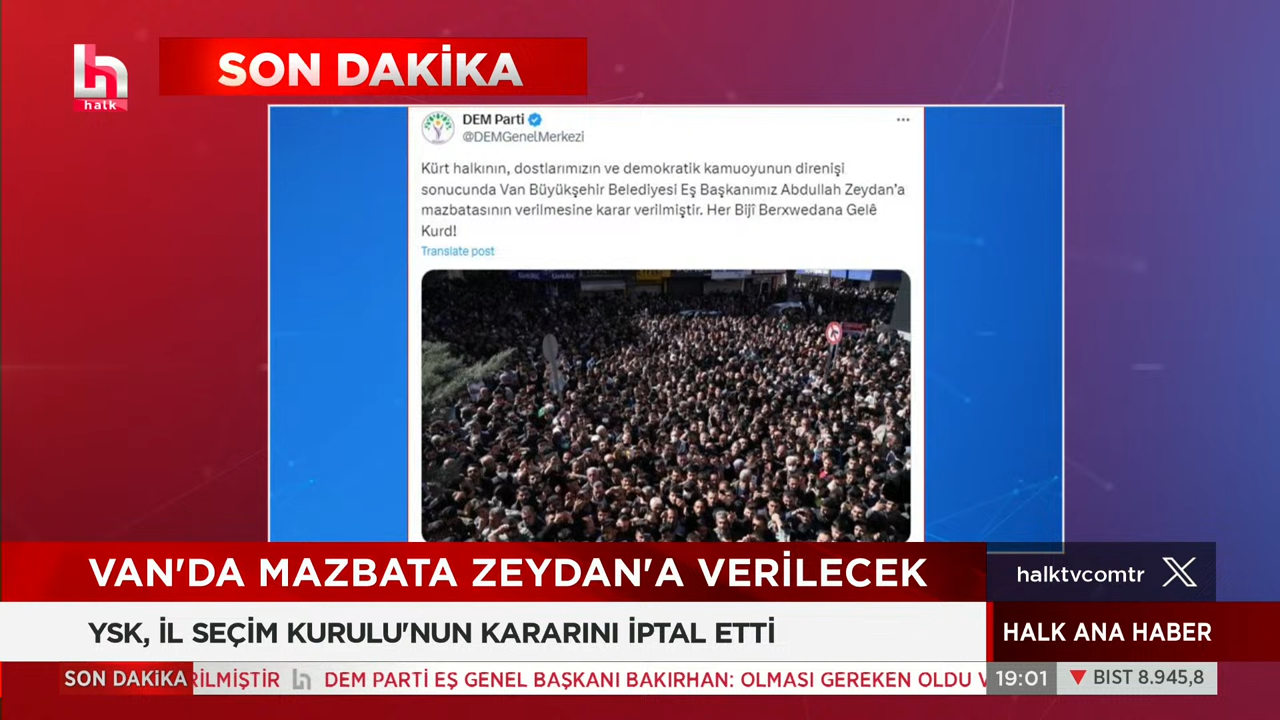 halk
SON DAKİKA
DEM Parti
@DEMGenelMerkezi
Kürt halkının, dostlarımızın ve demokratik kamuoyunun direnişi
sonucunda Van Büyükşehir Belediyesi Eş Başkanımız Abdullah Zeydan'a
mazbatasının verilmesine karar verilmiştir. Her Bijî Berxwedana Gelê
Kurd!
Translate post
VAN'DA MAZBATA ZEYDAN'A VERİLECEK
halktvcomtr X
YSK, İL SEÇİM KURULU'NUN KARARINI İPTAL ETTİ
HALK ANA HABER
SON DAKİKA RİLMİŞTİR h DEM PARTİ EŞ GENEL BAŞKANI BAKIRHAN: OLMASI GEREKEN OLDU V 19:01 ▼ BIST 8.945,8